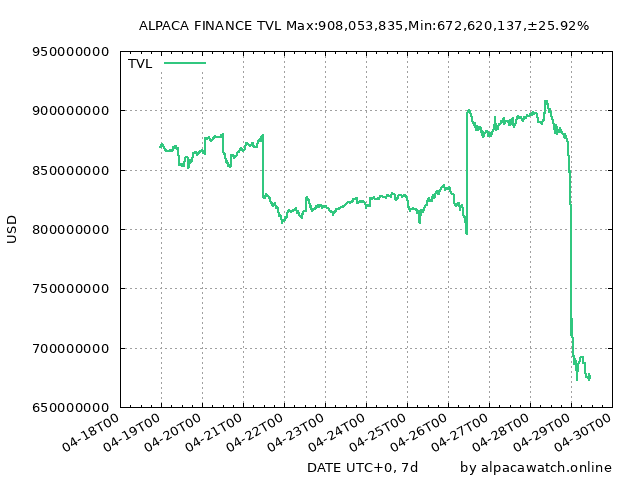 ALPACA FINANCE TVL Max:908,053,835,Min:672,620,137,±25.92%
TVL
950000000
900000000
850000000
800000000
750000000
700000000
650000000
USD
04-18T00
04-19T00
04-20T00
04-21T00
04-22T00
04-23T00
04-24T00
04-25T00
04-26T00
04-27T00
04-28T00
04-29T00
04-30T00
DATE UTC+0, 7d
by alpacawatch.online